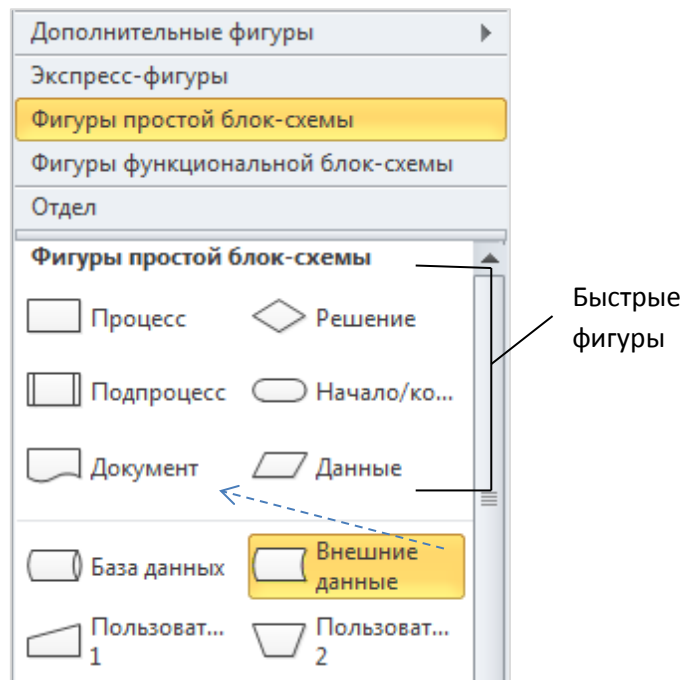 Дополнительные фигуры
Экспресс-фигуры
Фигуры простой блок-схемы
Фигуры функциональной блок-схемы
Отдел
Фигуры простой блок-схемы
Процесс
Решение
Подпроцесс
Начало/ко...
Документ
Данные
База данных
Внешние
данные
Пользоват...
1
Пользоват...
2
Быстрые
фигуры